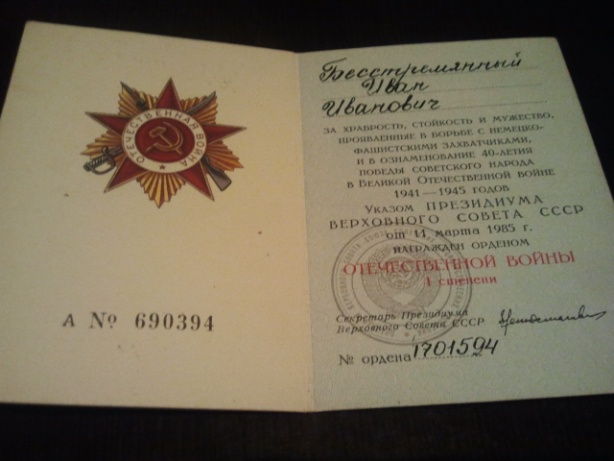 ОТЕЧЕСТВЕННАЯ ВОЙНА
А № 690394
Бесстремянный
Иван
Иванович
ЗА ХРАБРОСТЬ, СТОЙКОСТЬ И МУЖЕСТВО,
ПРОЯВЛЕННЫЕ В БОРЬБЕ С НЕМЕЦКО-
ФАШИСТСКИМИ ЗАХВАТЧИКАМИ,
И В ОЗНАМЕНОВАНИЕ 40-ЛЕТИЯ
ПОБЕДЫ СОВЕТСКОГО НАРОДА
В ВЕЛИКОЙ ОТЕЧЕСТВЕННОЙ ВОЙНЕ
1941—1945 ГОДОВ
УКАЗОМ ПРЕЗИДИУМА
ВЕРХОВНОГО СОВЕТА СССР
от 11 марта 1985 г.
НАГРАЖДЕН ОРДЕНОМ
ОТЕЧЕСТВЕННОЙ ВОЙНЫ
I степени
Секретарь Президиума
Верховного Совета СССР
№ ордена 1701594